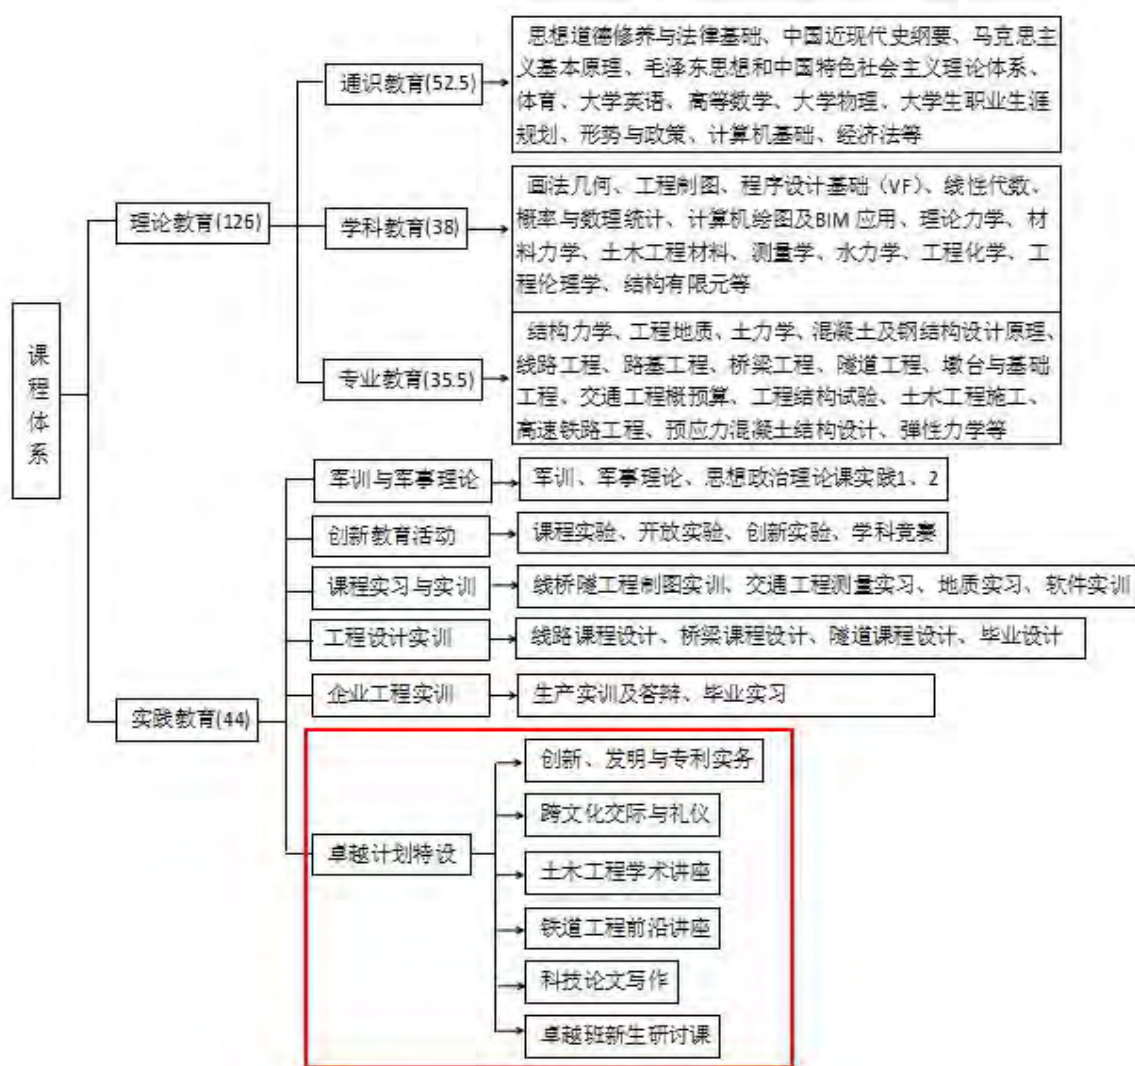 思想道德修养与法律基础、中国近现代史纲要、马克思主
义基本原理、毛泽东思想和中国特色社会主义理论体系、
体育、大学英语、高等数学、大学物理、大学生职业生涯
规划、形势与政策、计算机基础、经济法等
通识教育(52.5)
画法几何、工程制图、程序设计基础（VF）、线性代数、
概率与数理统计、计算机绘图及BIM 应用、理论力学、材
料力学、土木工程材料、测量学、水力学、工程化学、工
程伦理学、结构有限元等
理论教育(126)
学科教育(38)
结构力学、工程地质、土力学、混凝土及钢结构设计原理、
线路工程、路基工程、桥梁工程、隧道工程、墩台与基础
工程、交通工程概预算、工程结构试验、土木工程施工、
高速铁路工程、预应力混凝土结构设计、弹性力学等
专业教育(35.5)
课程体系
军训与军事理论
军训、军事理论、思想政治理论课实践1、2
创新教育活动
课程实验、开放实验、创新实验、学科竞赛
课程实习与实训
线桥隧工程制图实训、交通工程测量实习、地质实习、软件实训
工程设计实训
线路课程设计、桥梁课程设计、隧道课程设计、毕业设计
企业工程实训
生产实训及答辩、毕业实习
实践教育(44)
卓越计划特设
创新、发明与专利实务
跨文化交际与礼仪
土木工程学术讲座
铁道工程前沿讲座
科技论文写作
卓越班新生研讨课